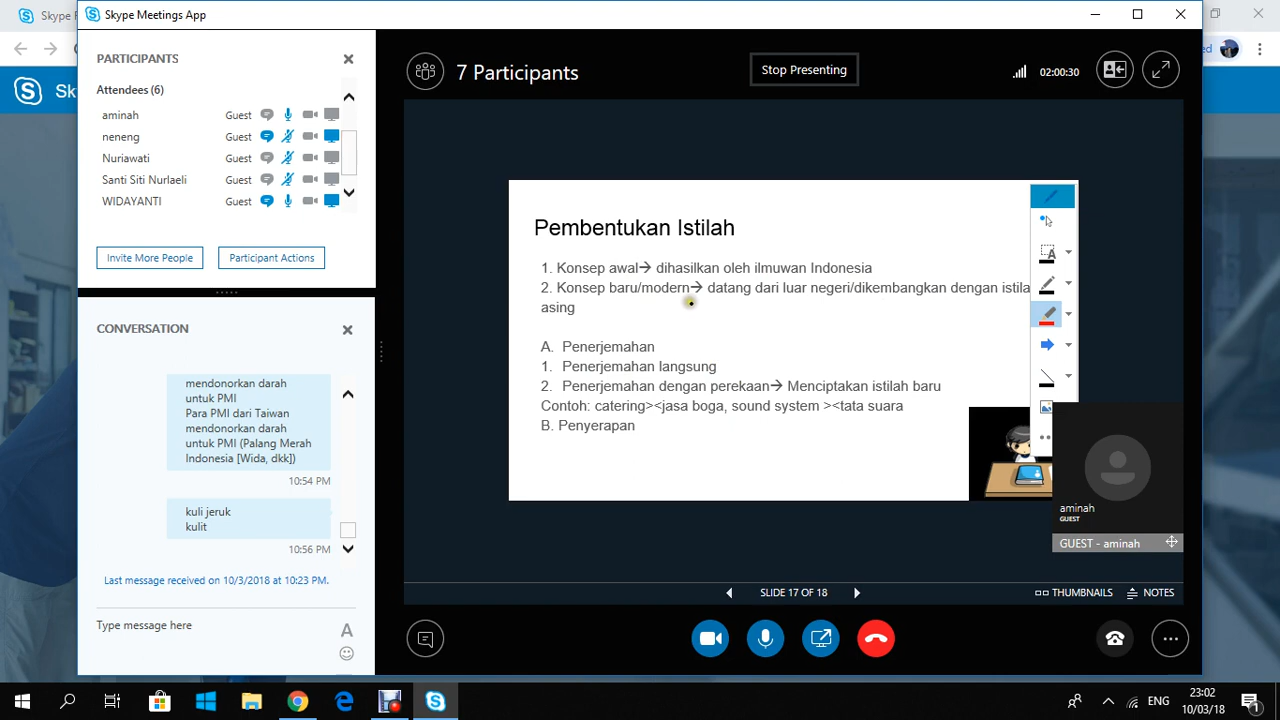 Skype
Skype Meetings App
ed
Sk
PARTICIPANTS
Attendees (6)
aminah Guest
neneng Guest
Nuriawati Guest
Santi Siti Nurlaeli Guest
WIDAYANTI Guest
Invite More People Participant Actions
CONVERSATION
mendonorkan darah
untuk PMI
Para PMI dari Taiwan
mendonorkan darah
untuk PMI (Palang Merah
Indonesia [Wida, dkk])
10:54 PM
kuli jeruk
kulit
10:56 PM
Last message received on 10/3/2018 at 10:23 PM.
Type message here
A
7 Participants
Stop Presenting
02:00:30
Pembentukan Istilah
1. Konsep awal→ dihasilkan oleh ilmuwan Indonesia
2. Konsep baru/modern→ datang dari luar negeri/dikembangkan dengan istila
asing
A. Penerjemahan
1. Penerjemahan langsung
2. Penerjemahan dengan perekaan→ Menciptakan istilah baru
Contoh: catering><jasa boga, sound system ><tata suara
B. Penyerapan
A
aminah
GUEST
GUEST - aminah
SLIDE 17 OF 18
THUMBNAILS NOTES
ENG
23:02
10/03/18
1